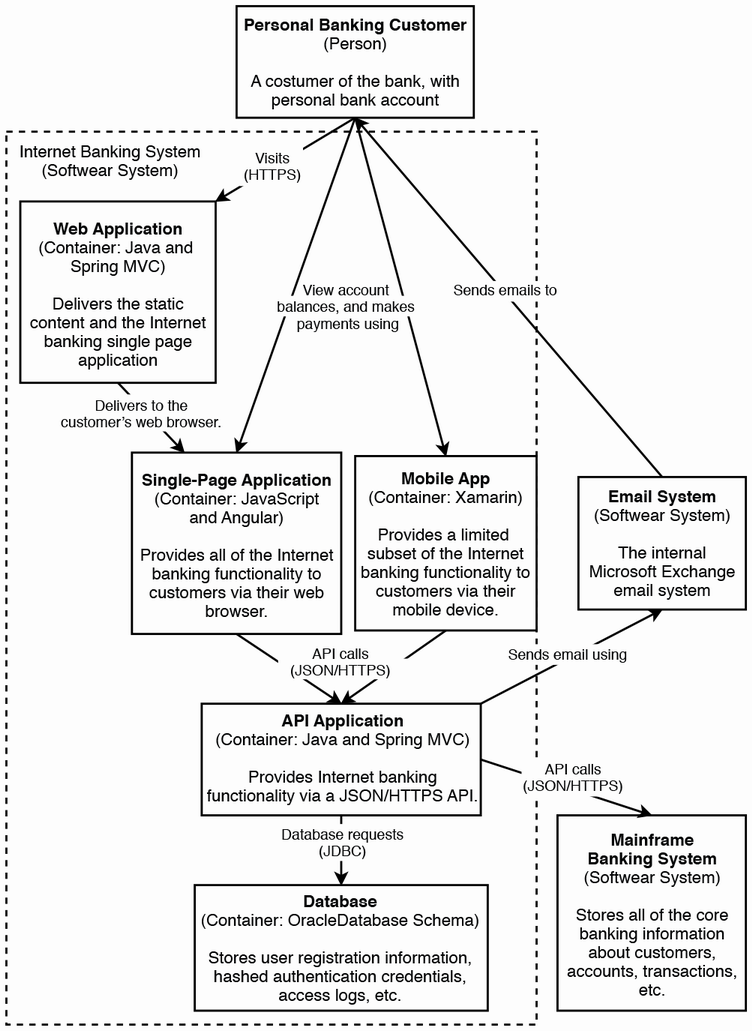 Personal Banking Customer
(Person)
A costumer of the bank, with
personal bank account
Internet Banking System
(Softwear System)
Visits
(HTTPS)
Web Application
(Container: Java and
Spring MVC)
Delivers the static
content and the Internet
banking single page
application
View account
balances, and makes
payments using
Sends emails to
Delivers to the
customer's web browser.
Single-Page Application
(Container: JavaScript
and Angular)
Provides all of the Internet
banking functionality to
customers via their web
browser.
Mobile App
(Container: Xamarin)
Provides a limited
subset of the Internet
banking functionality to
customers via their
mobile device.
Email System
(Softwear System)
The internal
Microsoft Exchange
email system
API calls
(JSON/HTTPS)
Sends email using
API Application
(Container: Java and Spring MVC)
Provides Internet banking
functionality via a JSON/HTTPS API.
API calls
(JSON/HTTPS)
Database requests
(JDBC)
Mainframe
Banking System
(Softwear System)
Stores all of the core
banking information
about customers,
accounts, transactions,
etc.
Database
(Container: OracleDatabase Schema)
Stores user registration information,
hashed authentication credentials,
access logs, etc.